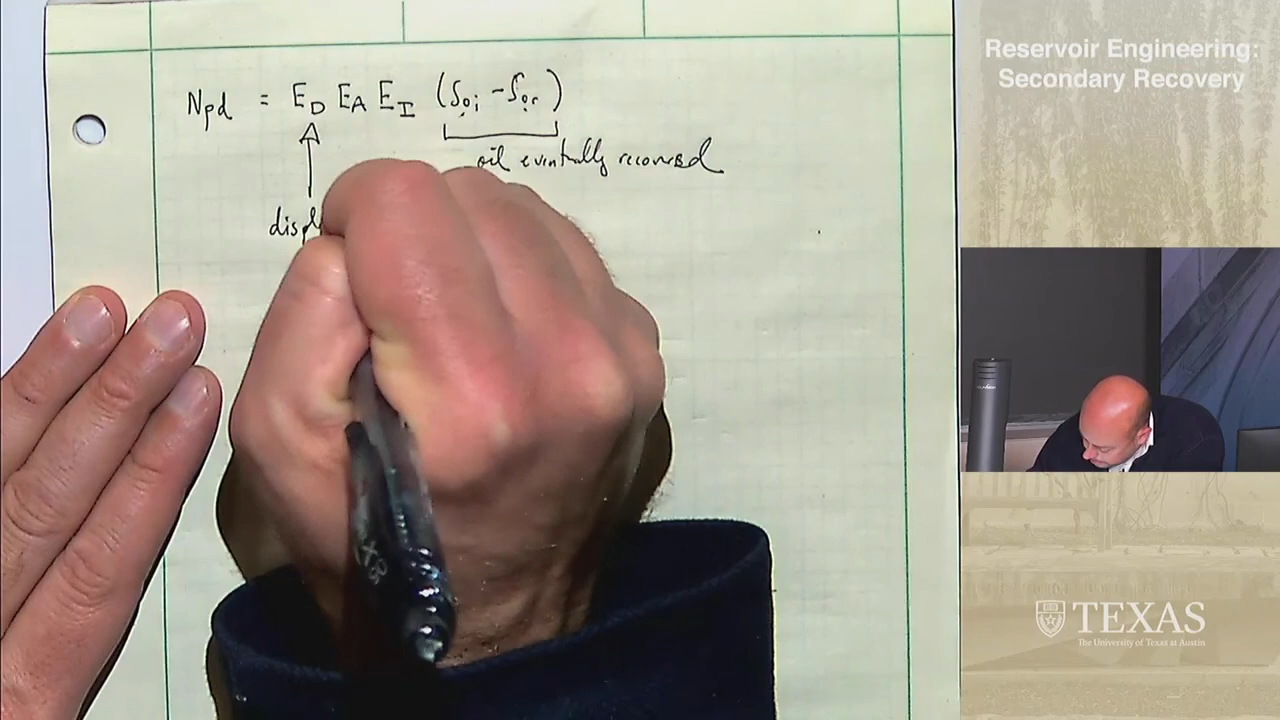 Reservoir Engineering:
Secondary Recovery
Npd = ED EA EI (Soi - Sor)
oil eventually recovered
displ
TEXAS
The University of Texas at Austin